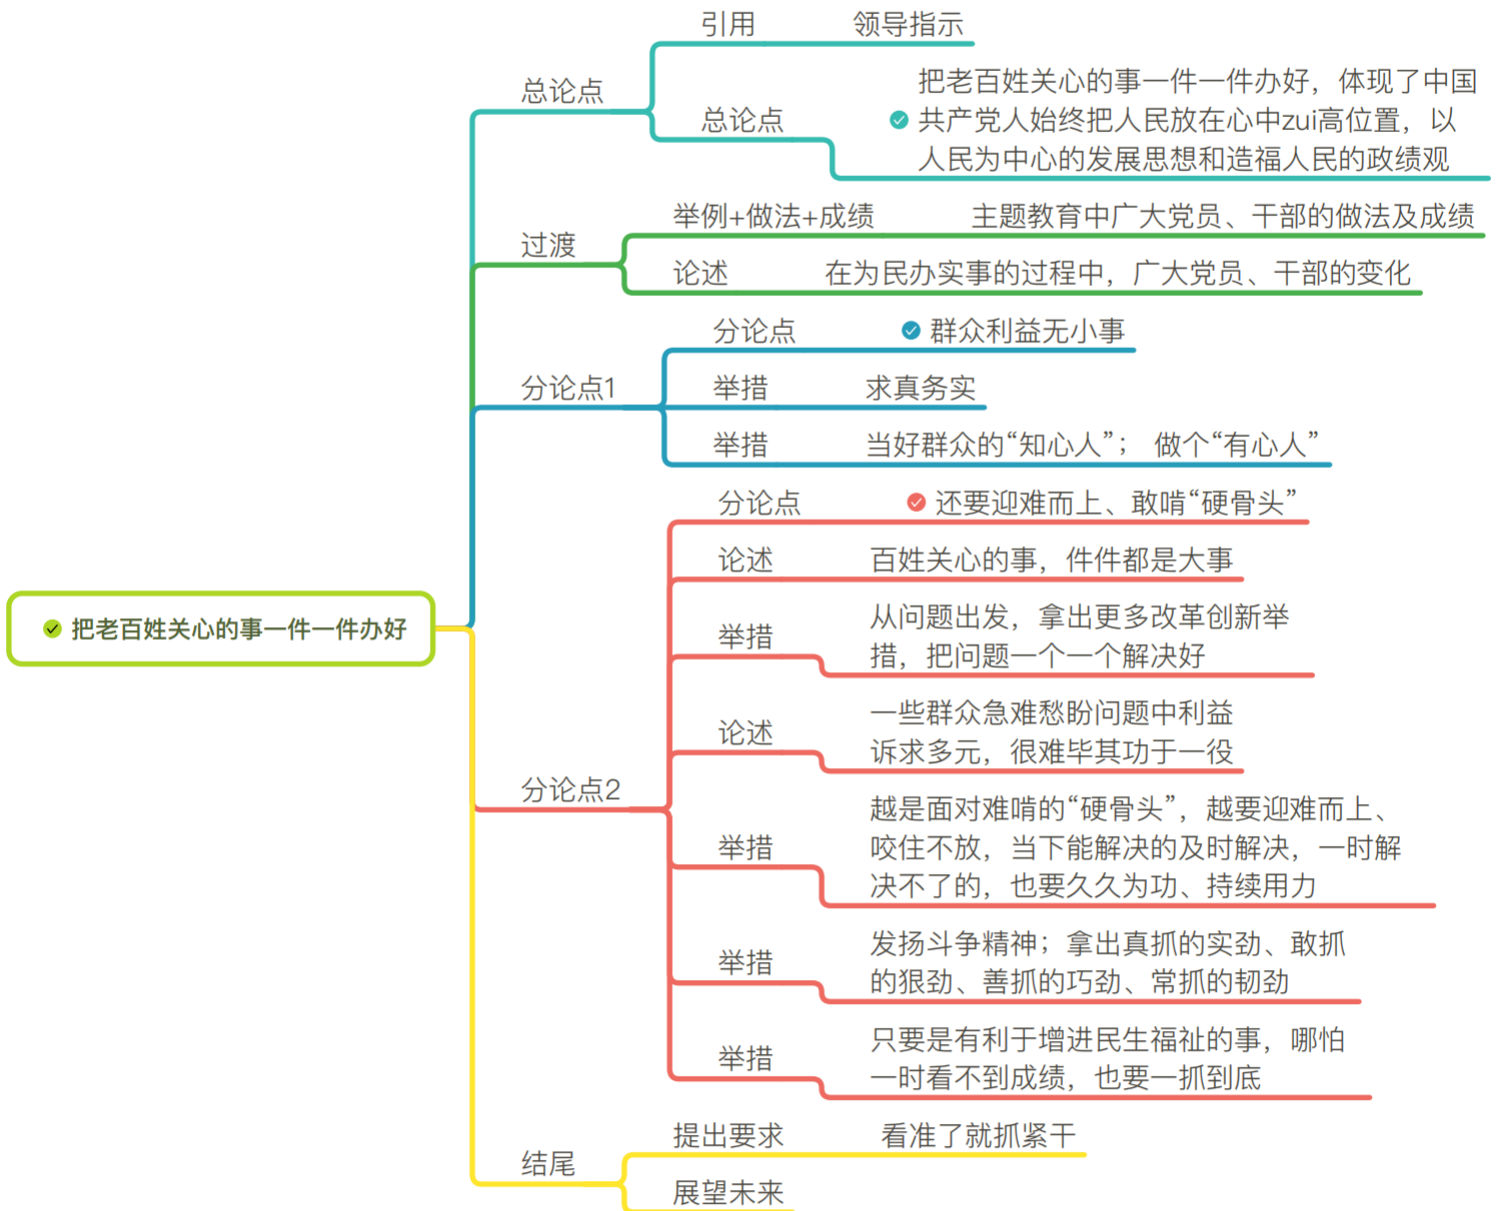 引用
领导指示
总论点
总论点
把老百姓关心的事一件一件办好，体现了中国
共产党人始终把人民放在心中zui高位置，以
人民为中心的发展思想和造福人民的政绩观
过渡
举例+做法+成绩
主题教育中广大党员、干部的做法及成绩
论述
在为民办实事的过程中，广大党员、干部的变化
分论点1
分论点
群众利益无小事
举措
求真务实
举措
当好群众的“知心人”； 做个“有心人”
把老百姓关心的事一件一件办好
分论点2
分论点
还要迎难而上、敢啃“硬骨头”
论述
百姓关心的事，件件都是大事
举措
从问题出发，拿出更多改革创新举
措，把问题一个一个解决好
论述
一些群众急难愁盼问题中利益
诉求多元，很难毕其功于一役
举措
越是面对难啃的“硬骨头”，越要迎难而上、
咬住不放，当下能解决的及时解决，一时解
决不了的，也要久久为功、持续用力
举措
发扬斗争精神；拿出真抓的实劲、敢抓
的狠劲、善抓的巧劲、常抓的韧劲
举措
只要是有利于增进民生福祉的事，哪怕
一时看不到成绩，也要一抓到底
结尾
提出要求
看准了就抓紧干
展望未来